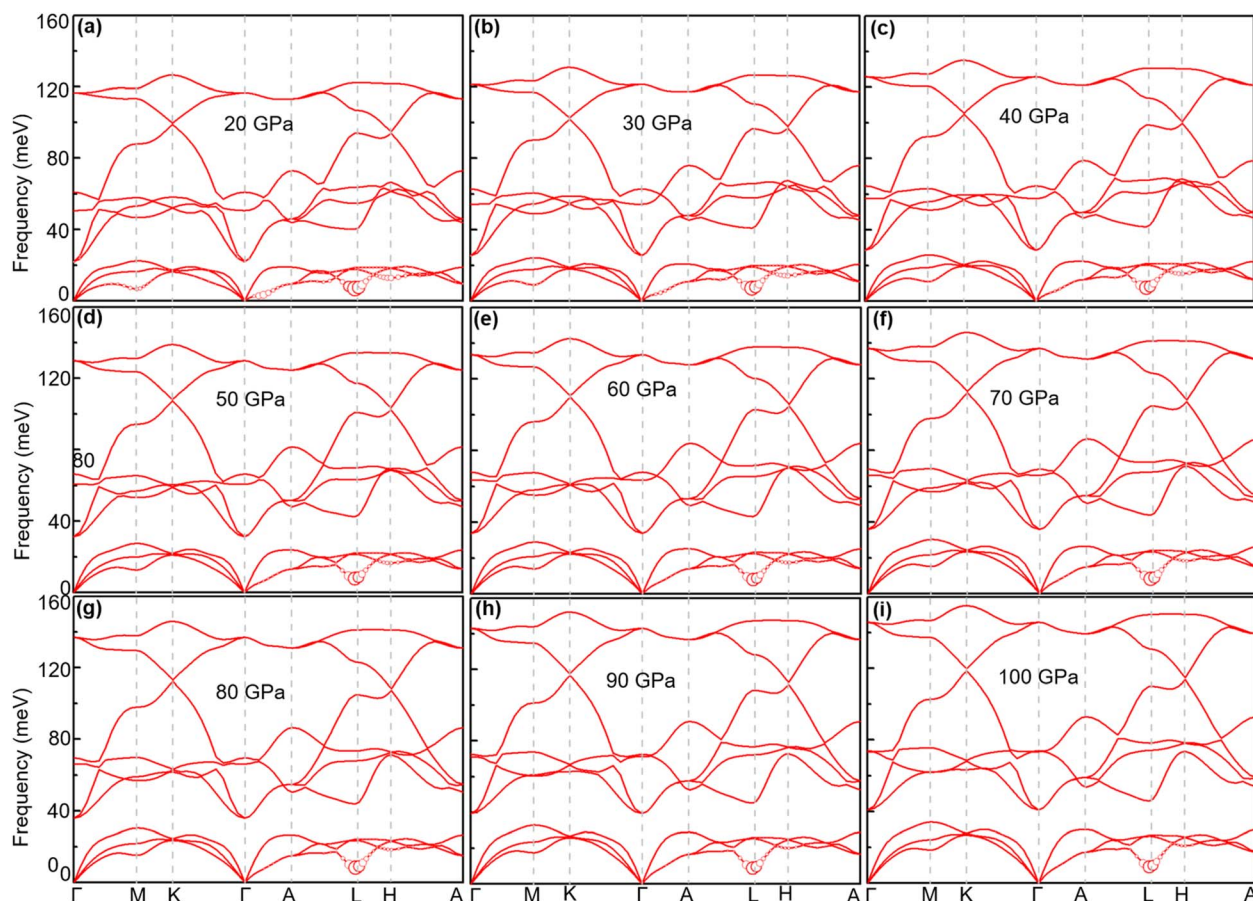 160
(a)
(b)
(c)
120
20 GPa
30 GPa
40 GPa
80
40
0
Frequency (meV)
160
(d)
(e)
(f)
120
50 GPa
60 GPa
70 GPa
80
40
0
Frequency (meV)
160
(g)
(h)
(i)
120
80 GPa
90 GPa
100 GPa
80
40
0
Frequency (meV)
Γ M K Γ A L H A
Γ M K Γ A L H A
Γ M K Γ A L H A